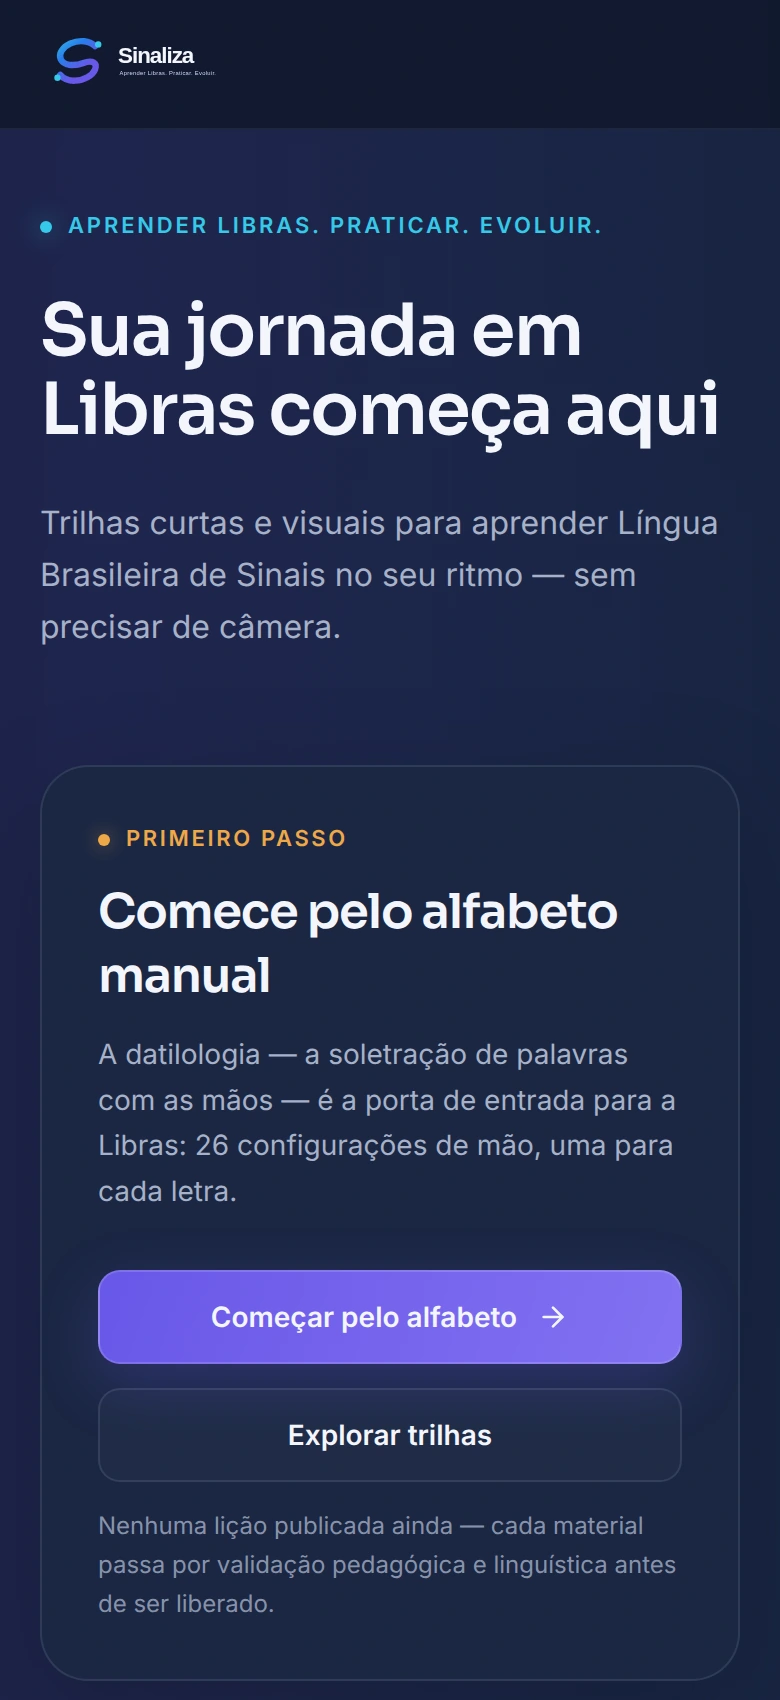 Sinaliza
Aprender Libras. Praticar. Evoluir.
APRENDER LIBRAS. PRATICAR. EVOLUIR.
Sua jornada em
Libras começa aqui
Trilhas curtas e visuais para aprender Língua
Brasileira de Sinais no seu ritmo — sem
precisar de câmera.
PRIMEIRO PASSO
Comece pelo alfabeto
manual
A datilologia — a soletração de palavras
com as mãos — é a porta de entrada para a
Libras: 26 configurações de mão, uma para
cada letra.
Começar pelo alfabeto →
Explorar trilhas
Nenhuma lição publicada ainda — cada material
passa por validação pedagógica e linguística antes
de ser liberado.